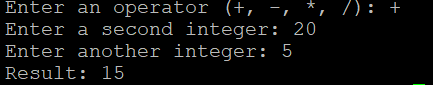 Enter an operator (+, -, *, /): +
Enter a second integer: 20
Enter another integer: 5
Result: 15